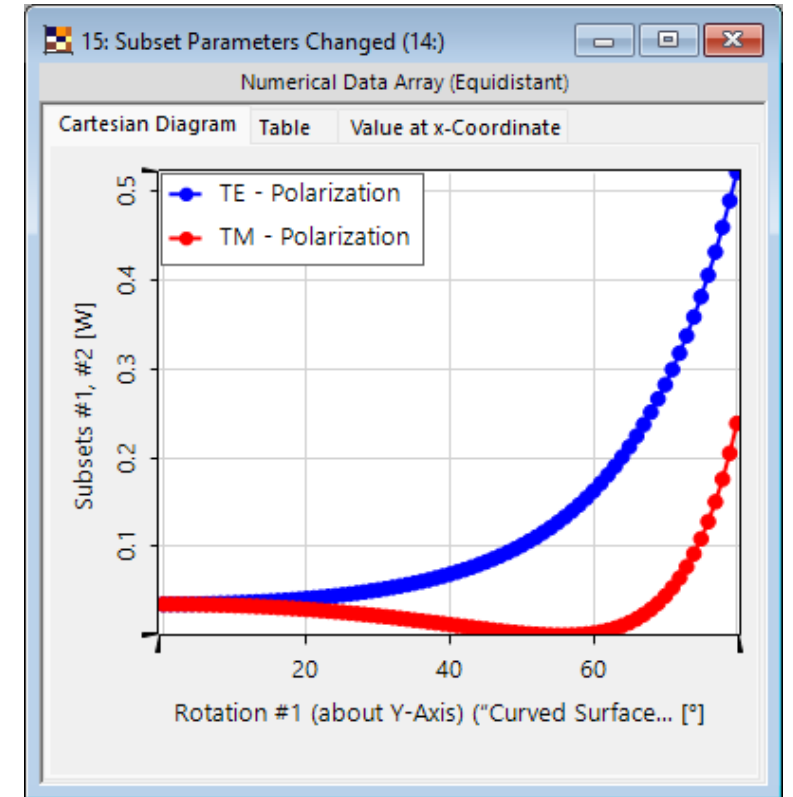 15: Subset Parameters Changed (14:)
Numerical Data Array (Equidistant)
Cartesian Diagram Table Value at x-Coordinate
TE - Polarization
TM - Polarization
0.5
0.4
0.3
0.2
0.1
Subsets #1, #2 [W]
20 40 60
Rotation #1 (about Y-Axis) (“Curved Surface... [°]